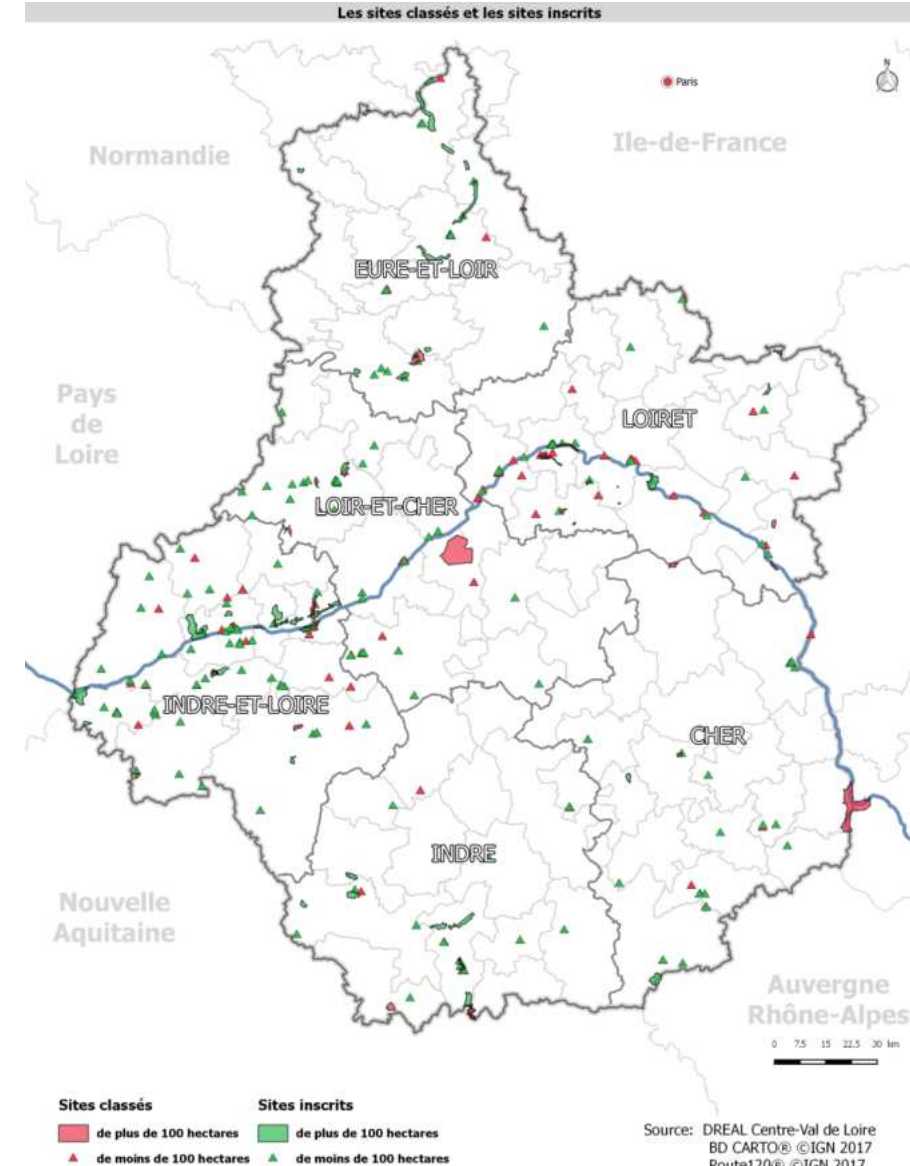 Les sites classés et les sites inscrits
N
Paris
Normandie
Ile-de-France
EURE-ET-LOIR
Pays
de
Loire
LOIRET
LOIR-ET-CHER
INDRE-ET-LOIRE
CHER
INDRE
Nouvelle
Aquitaine
Auvergne
Rhône-Alpes
0 7.5 15 22.5 30 km
Sites classés
de plus de 100 hectares
de moins de 100 hectares
Sites inscrits
de plus de 100 hectares
de moins de 100 hectares
Source: DREAL Centre-Val de Loire
BD CARTO® ©IGN 2017
Route120® ©IGN 2017